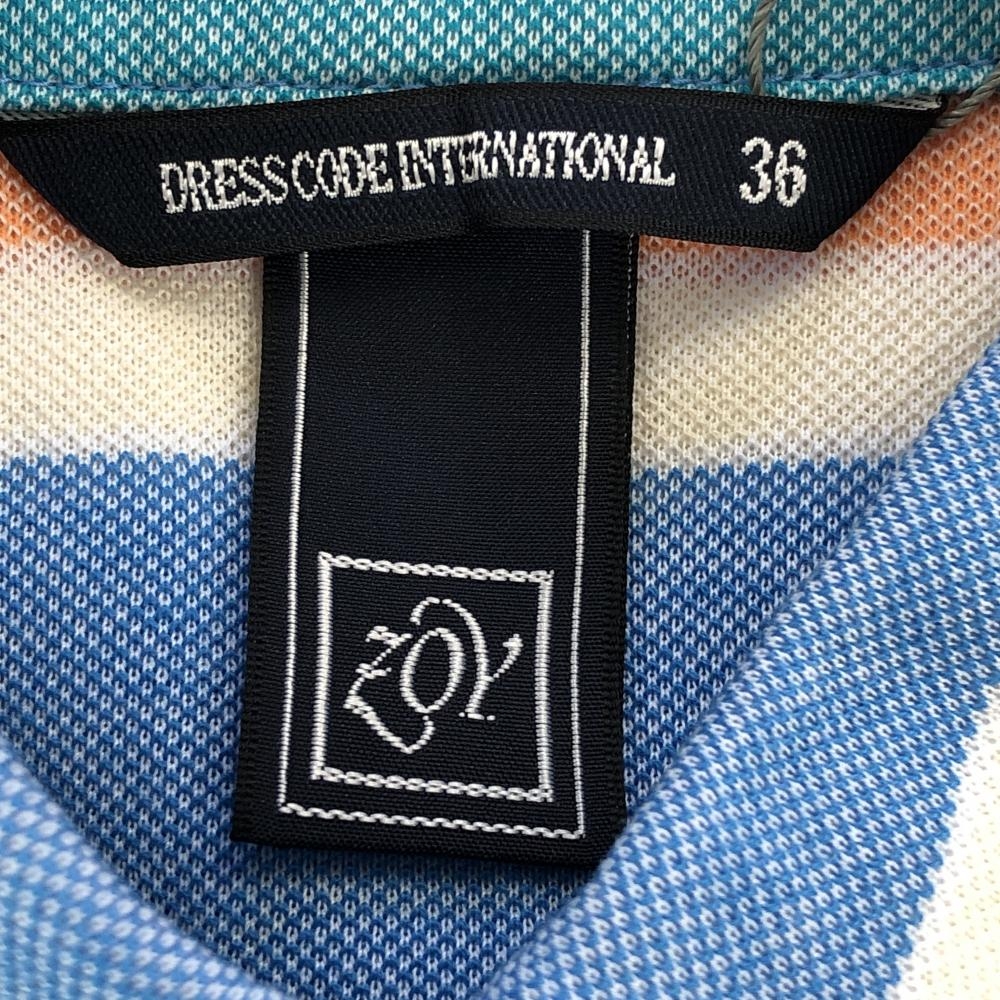 DRESS CODE INTERNATIONAL 36
ZOY